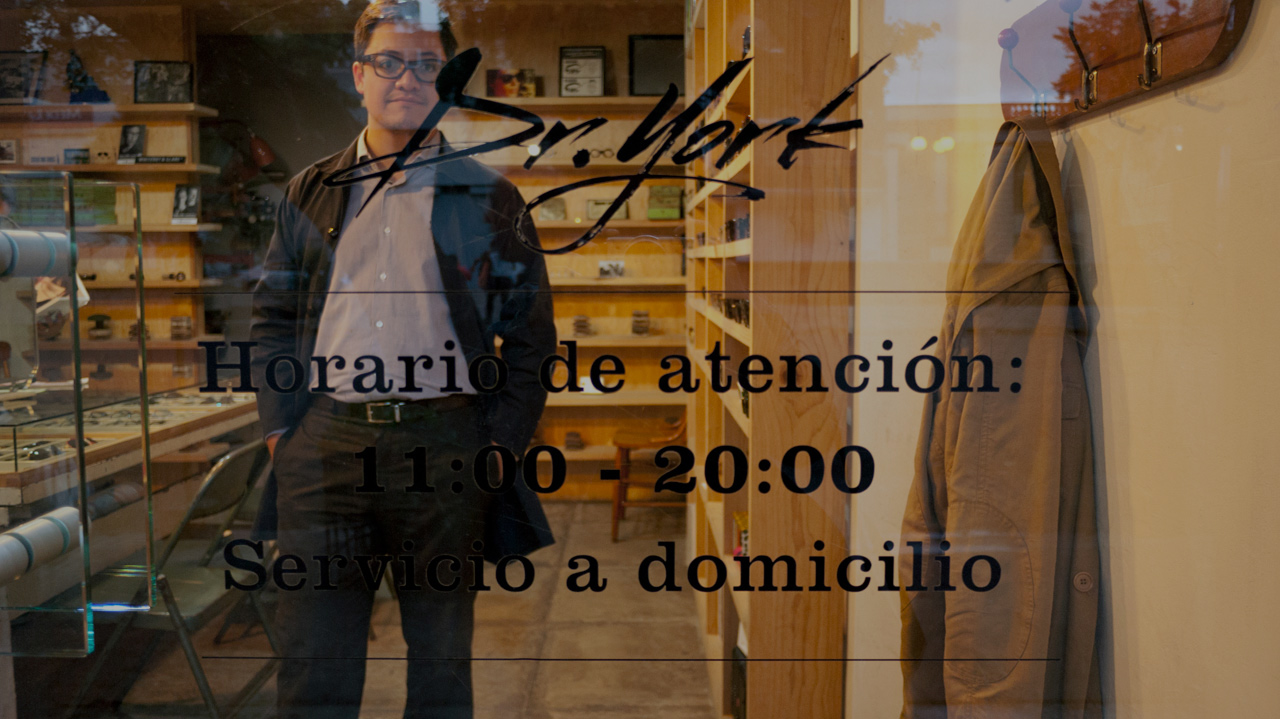 Dr. York
Horario de atención:
11:00 - 20:00
Servicio a domicilio